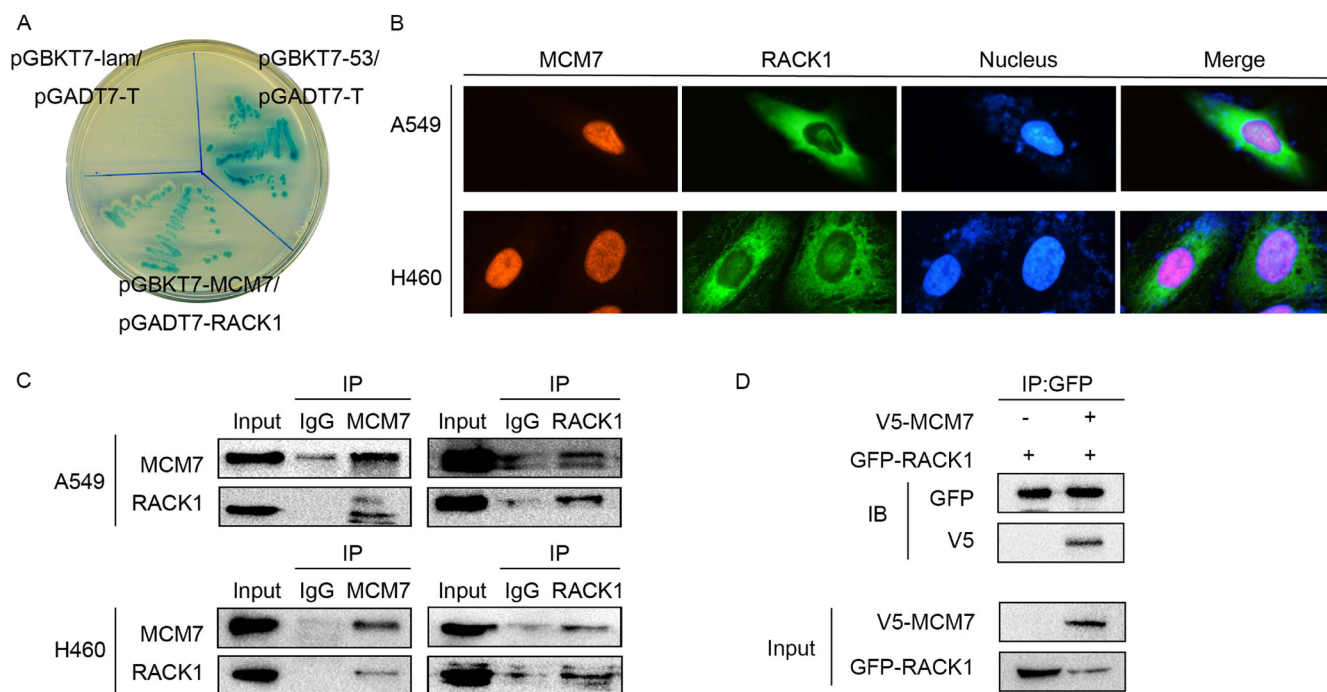 A
pGBKT7-lam/
pGADT7-T
pGBKT7-53/
pGADT7-T
pGBKT7-MCM7/
pGADT7-RACK1
B
MCM7 RACK1 Nucleus Merge
A549
H460
C
IP IP
Input IgG MCM7 Input IgG RACK1
A549
MCM7
RACK1
IP IP
Input IgG MCM7 Input IgG RACK1
H460
MCM7
RACK1
D
IP:GFP
V5-MCM7 - +
GFP-RACK1 + +
IB
GFP
V5
Input
V5-MCM7
GFP-RACK1